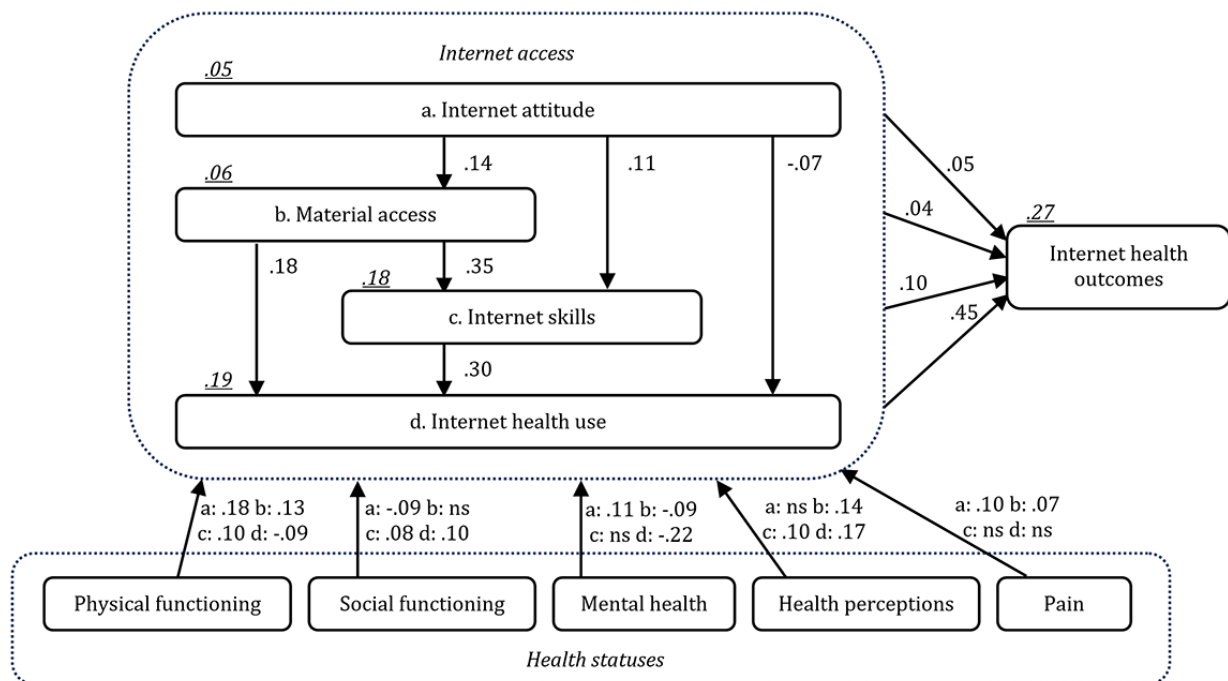 Internet access
.05
a. Internet attitude
.14
.11
-.07
.06
b. Material access
.18
.35
.18
c. Internet skills
.30
.19
d. Internet health use
.05
.04
.10
.45
.27
Internet health
outcomes
a: .18 b: .13
c: .10 d: -.09
a: -.09 b: ns
c: .08 d: .10
a: .11 b: -.09
c: ns d: -.22
a: ns b: .14
c: .10 d: .17
a: .10 b: .07
c: ns d: ns
Physical functioning
Social functioning
Mental health
Health perceptions
Pain
Health statuses